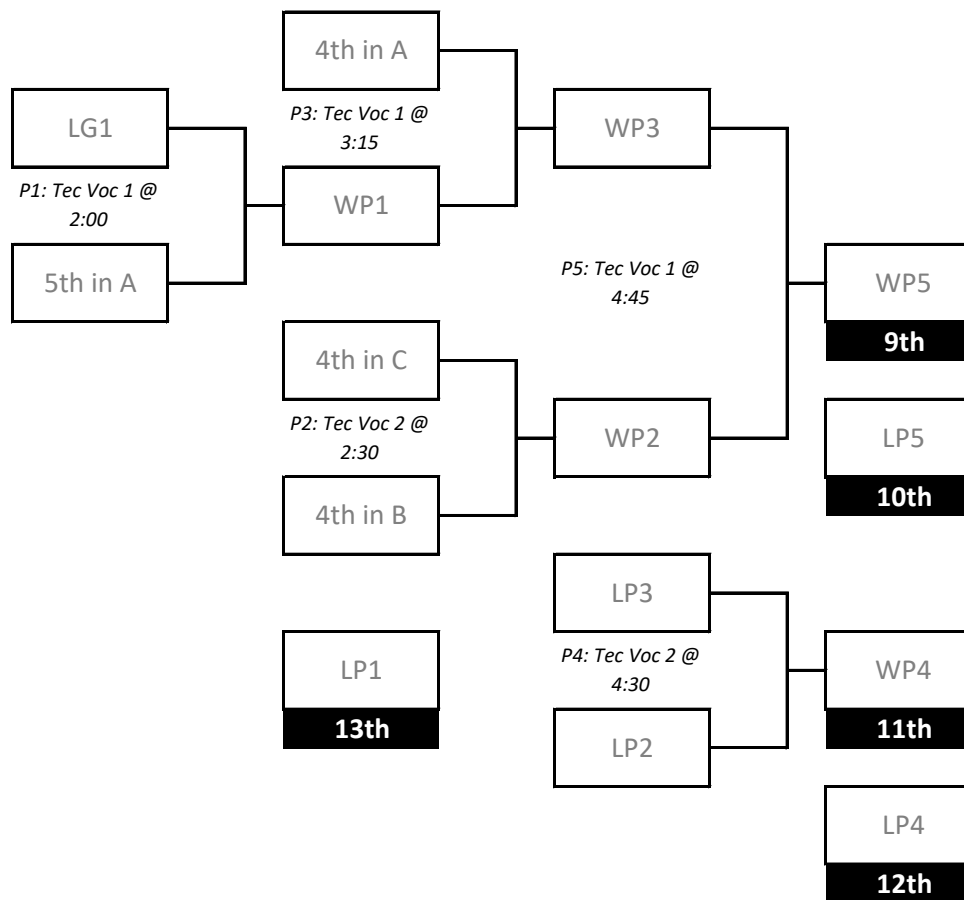 4th in A
P3: Tec Voc 1 @
3:15
LG1
P1: Tec Voc 1 @
2:00
5th in A
WP1
WP3
P5: Tec Voc 1 @
4:45
WP5
9th
4th in C
P2: Tec Voc 2 @
2:30
4th in B
WP2
LP5
10th
LP3
P4: Tec Voc 2 @
4:30
LP2
LP1
13th
WP4
11th
LP4
12th